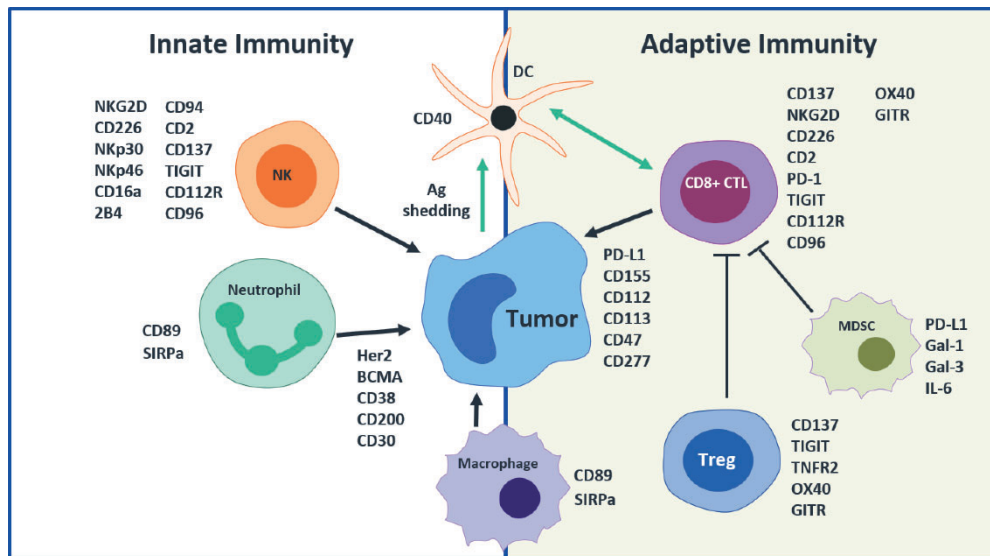 Innate Immunity
Adaptive Immunity
DC
CD40
NKG2D CD94
CD226 CD2
NKp30 CD137
NKp46 TIGIT
CD16a CD112R
2B4 CD96
NK
Ag
shedding
CD137 OX40
NKG2D GITR
CD226
CD2
PD-1
TIGIT
CD112R
CD96
CD8+ CTL
Neutrophil
CD89
SIRPa
Tumor
PD-L1
CD155
CD112
CD113
CD47
CD277
Her2
BCMA
CD38
CD200
CD30
MDSC
PD-L1
Gal-1
Gal-3
IL-6
Macrophage
CD89
SIRPa
Treg
CD137
TIGIT
TNFR2
OX40
GITR